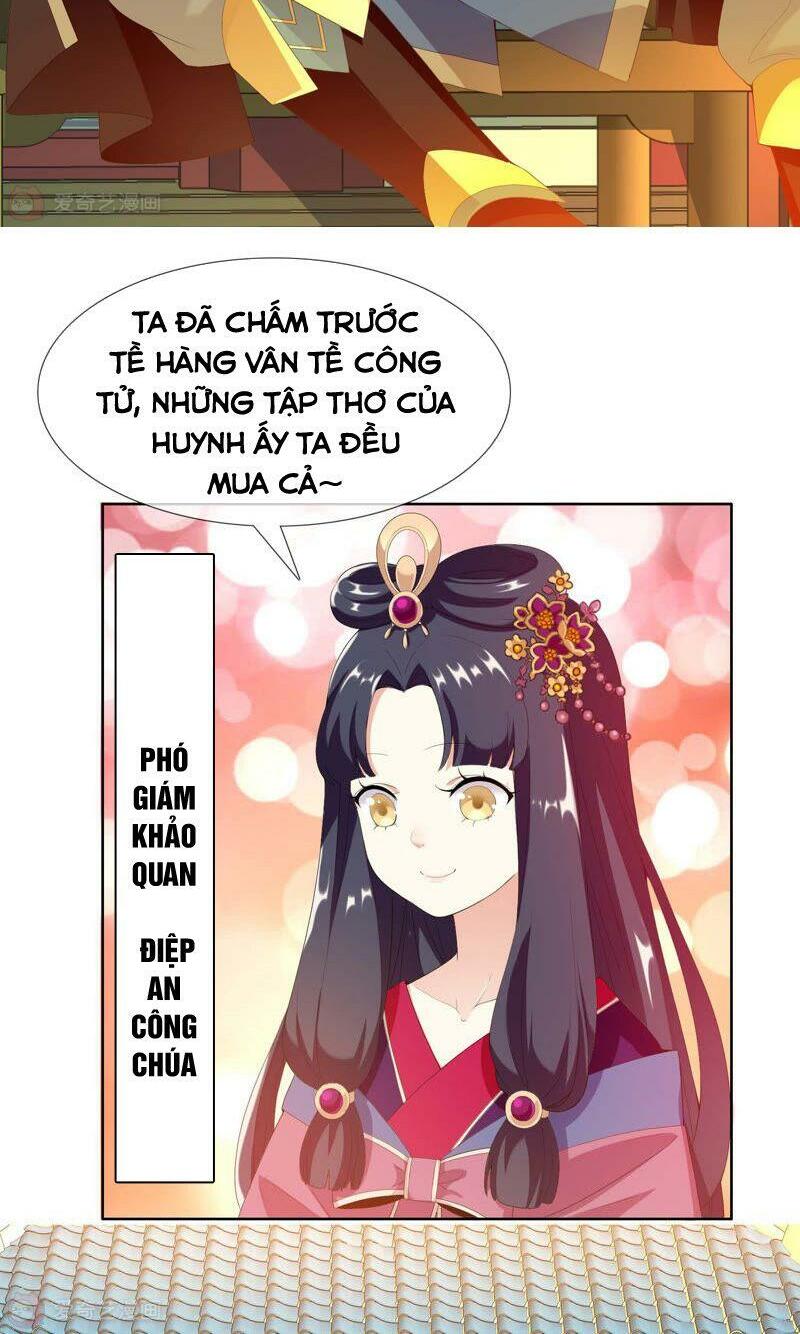 爱奇艺漫画
TA ĐÃ CHẤM TRƯỚC
TỀ HÀNG VÂN TỀ CÔNG
TỬ, NHỮNG TẬP THƠ CỦA
HUYNH ẤY TA ĐỀU
MUA CẢ~
PHÓ
GIÁM
KHẢO
QUAN
ĐIỆP
AN
CÔNG
CHÚA
爱奇艺漫画